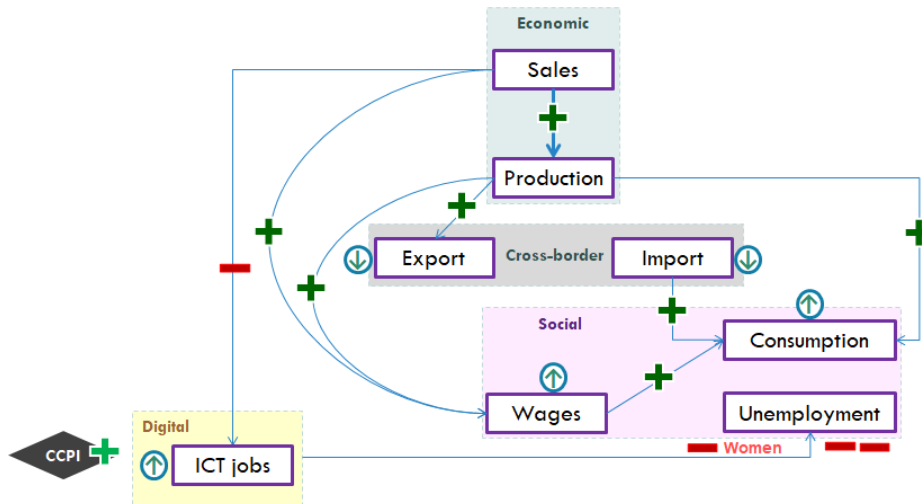 Economic
Sales
Production
Export
Cross-border
Import
Social
Consumption
Wages
Unemployment
Digital
Women
CCPI
ICT jobs